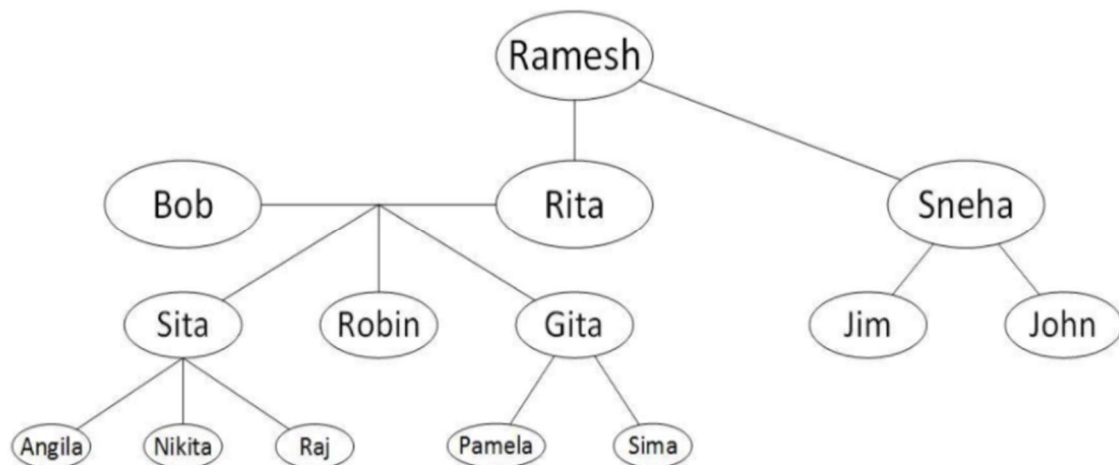 Ramesh
Bob
Rita
Sneha
Sita
Robin
Gita
Jim
John
Angila
Nikita
Raj
Pamela
Sima